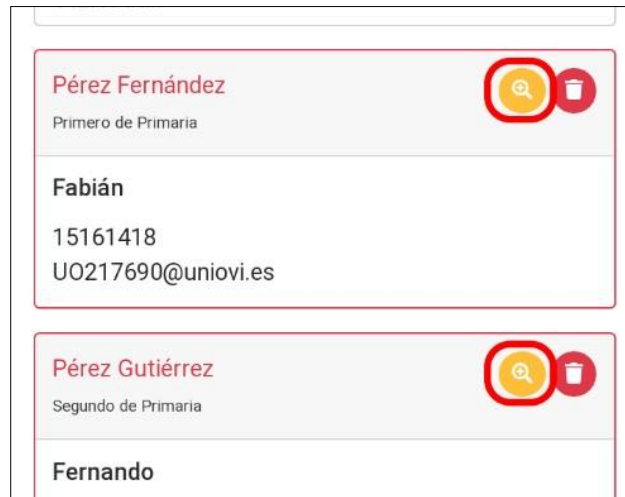 Pérez Fernández
Primero de Primaria
Fabián
15161418
UO217690@uniovi.es
Pérez Gutiérrez
Segundo de Primaria
Fernando